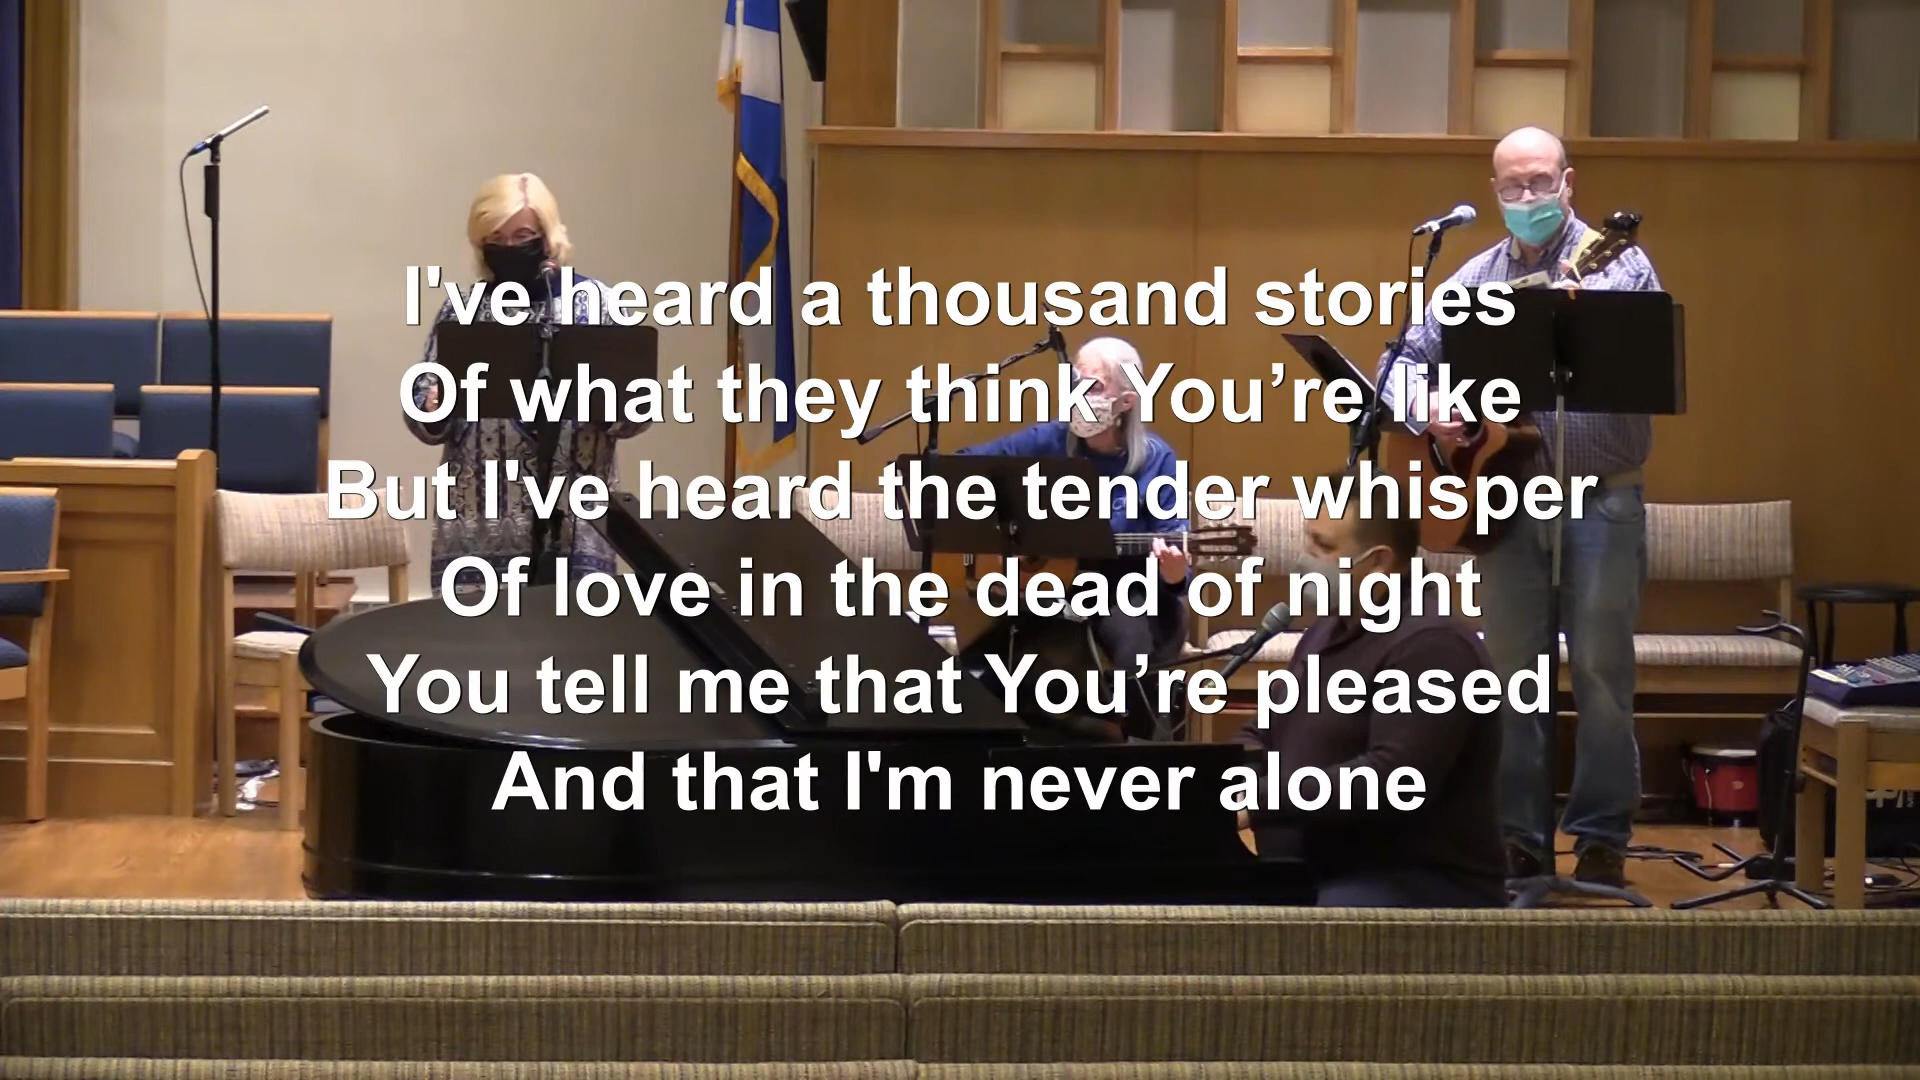 I've heard a thousand stories
Of what they think You’re like
But I've heard the tender whisper
Of love in the dead of night
You tell me that You’re pleased
And that I'm never alone